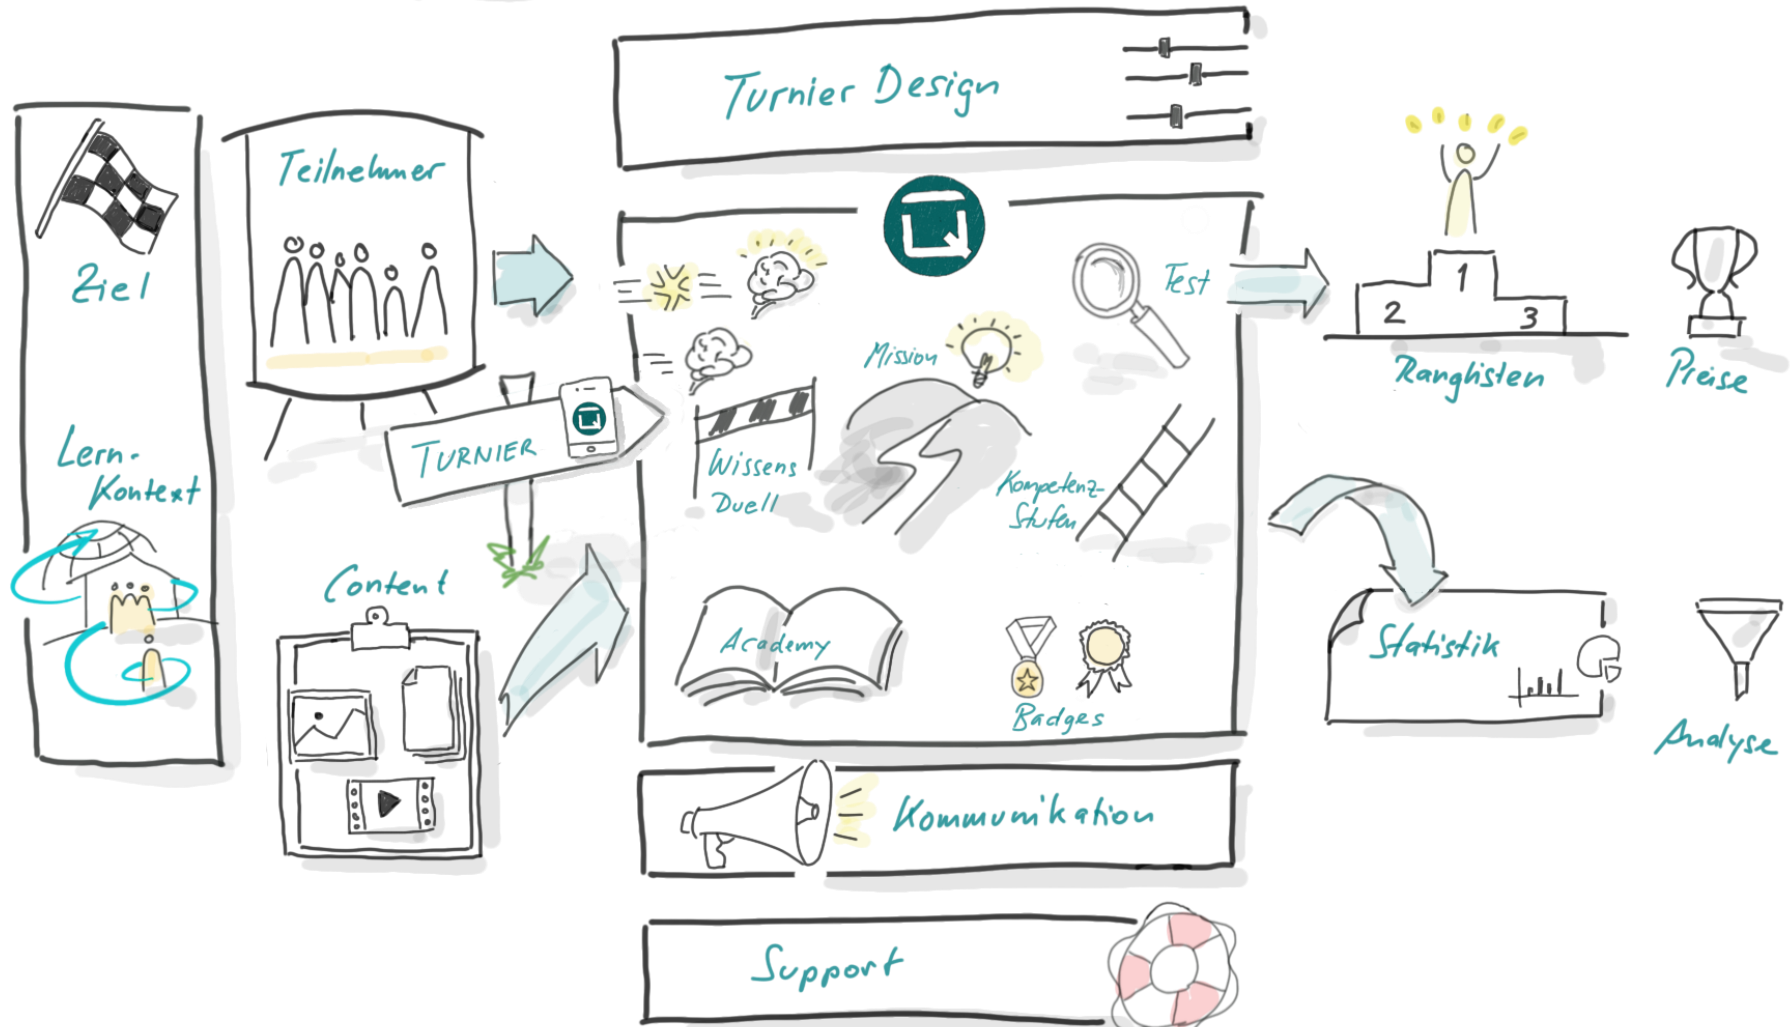 Turnier Design
Ziel
Lern-
Kontext
Teilnehmer
TURNIER
Content
Test
Mission
Wissens
Duell
Kompetenz-
Stufen
Academy
Badges
1
2
3
Ranglisten
Preise
Statistik
Analyse
Kommunikation
Support